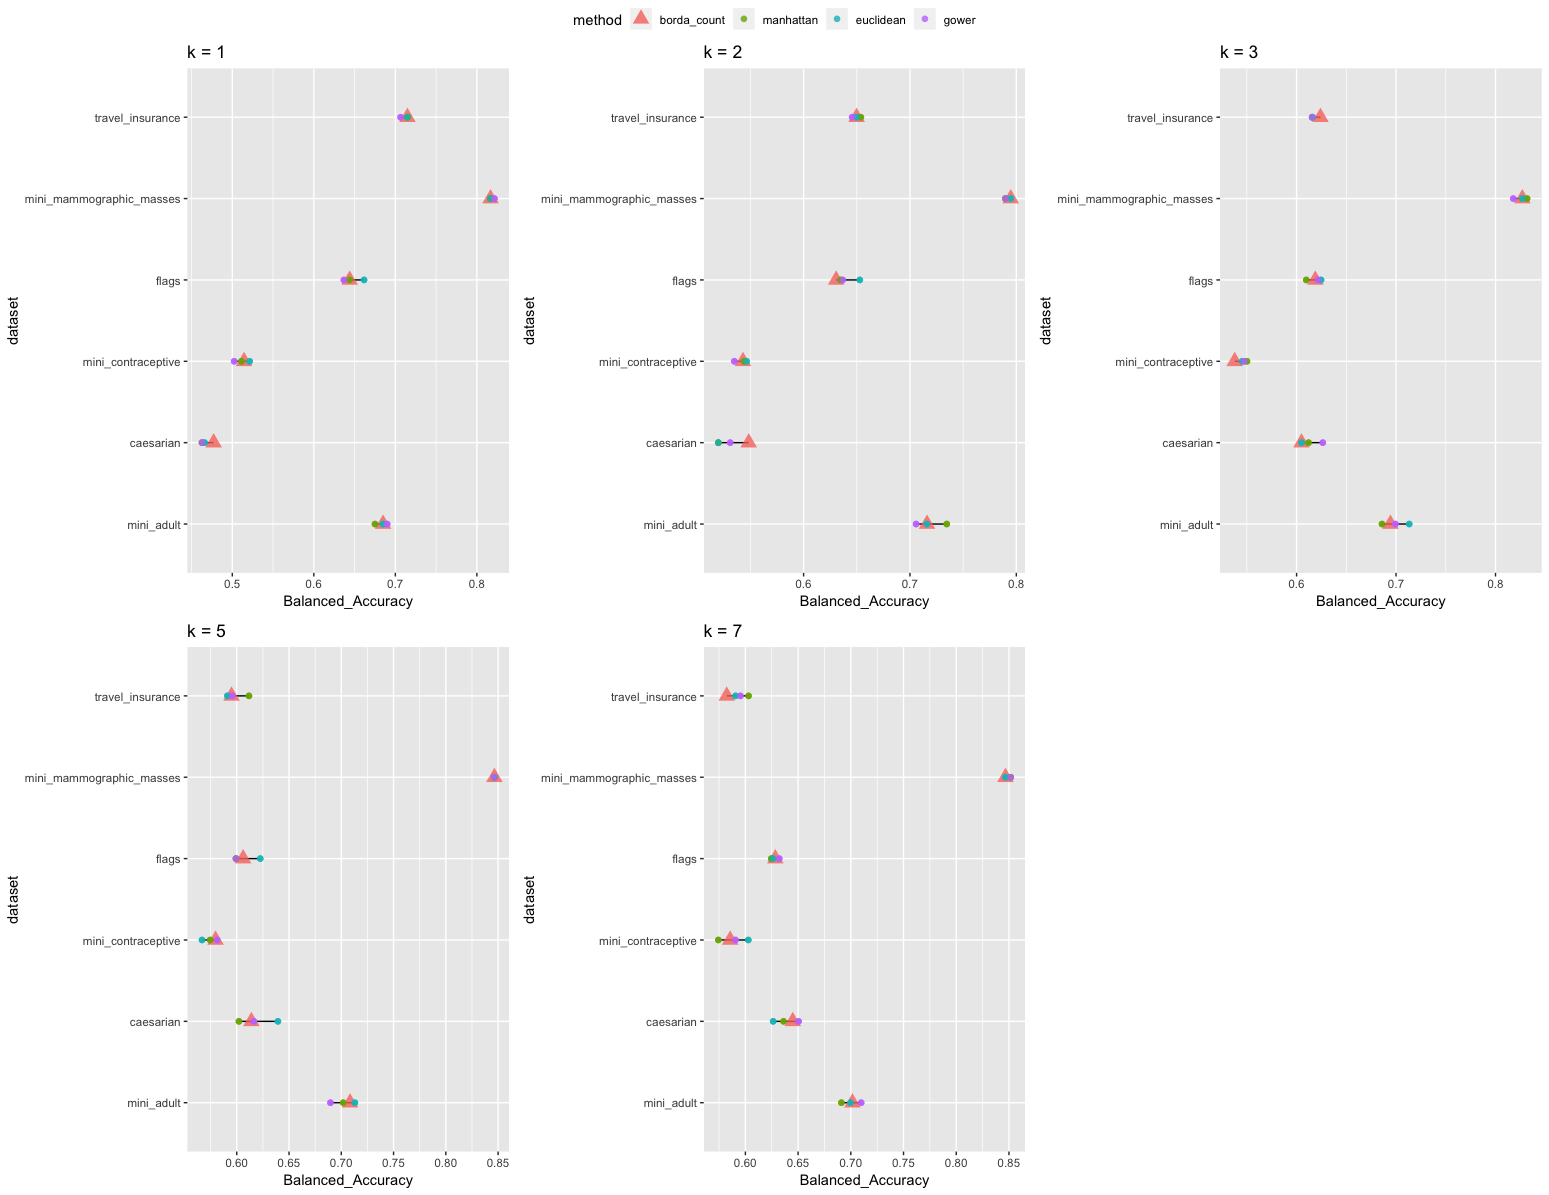 method borda_count manhattan euclidean gower
k = 1
dataset
travel_insurance
mini_mammographic_masses
flags
mini_contraceptive
caesarian
mini_adult
0.5 0.6 0.7 0.8
Balanced_Accuracy
k = 2
dataset
travel_insurance
mini_mammographic_masses
flags
mini_contraceptive
caesarian
mini_adult
0.6 0.7 0.8
Balanced_Accuracy
k = 3
dataset
travel_insurance
mini_mammographic_masses
flags
mini_contraceptive
caesarian
mini_adult
0.6 0.7 0.8
Balanced_Accuracy
k = 5
dataset
travel_insurance
mini_mammographic_masses
flags
mini_contraceptive
caesarian
mini_adult
0.60 0.65 0.70 0.75 0.80 0.85
Balanced_Accuracy
k = 7
dataset
travel_insurance
mini_mammographic_masses
flags
mini_contraceptive
caesarian
mini_adult
0.60 0.65 0.70 0.75 0.80 0.85
Balanced_Accuracy